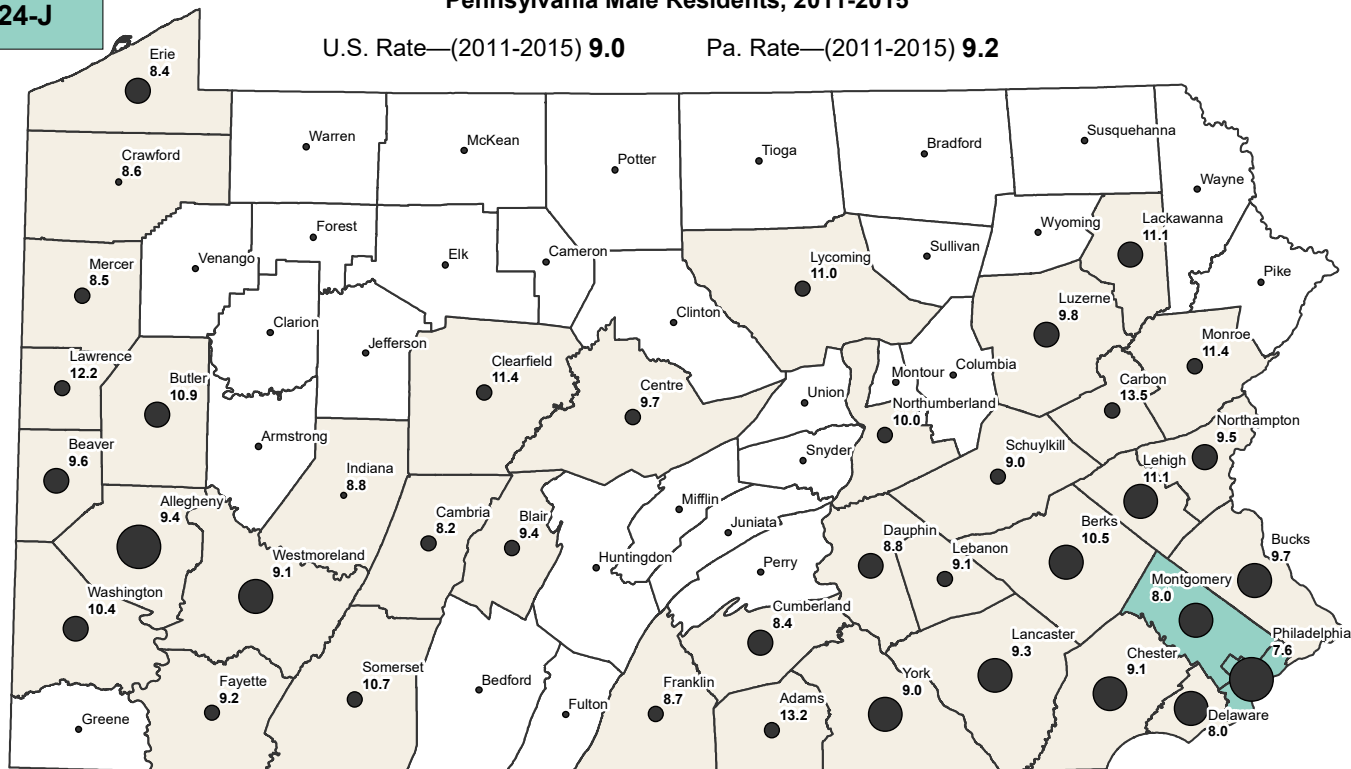 24-J
Pennsylvania Male Residents, 2011-2015
U.S. Rate—(2011-2015) 9.0
Pa. Rate—(2011-2015) 9.2
Erie
8.4
Warren
McKean
Potter
Tioga
Bradford
Susquehanna
Wayne
Crawford
8.6
Forest
Venango
Elk
Cameron
Lycoming
11.0
Sullivan
Wyoming
Lackawanna
11.1
Pike
Mercer
8.5
Clarion
Jefferson
Clinton
Luzerne
9.8
Monroe
11.4
Lawrence
12.2
Butler
10.9
Clearfield
11.4
Centre
9.7
Union
Montour
Columbia
Carbon
13.5
Northumberland
10.0
Northampton
9.5
Beaver
9.6
Armstrong
Indiana
8.8
Snyder
Schuylkill
9.0
Lehigh
11.1
Allegheny
9.4
Cambria
8.2
Blair
9.4
Mifflin
Juniata
Huntingdon
Perry
Dauphin
8.8
Lebanon
9.1
Berks
10.5
Bucks
9.7
Westmoreland
9.1
Washington
10.4
Montgomery
8.0
Cumberland
8.4
Lancaster
9.3
Chester
9.1
Philadelphia
7.6
Somerset
10.7
Fayette
9.2
Bedford
Franklin
8.7
Fulton
Adams
13.2
York
9.0
Greene
Delaware
8.0